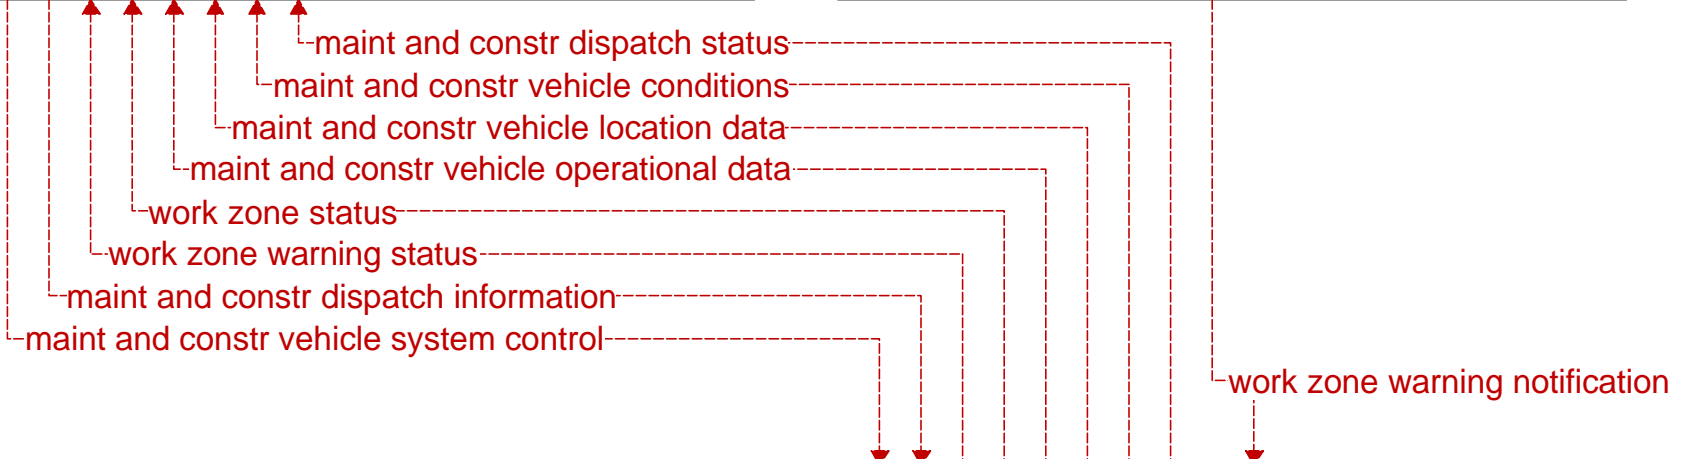 maint and constr dispatch status
maint and constr vehicle conditions
maint and constr vehicle location data
maint and constr vehicle operational data
work zone status
work zone warning status
maint and constr dispatch information
maint and constr vehicle system control
work zone warning notification